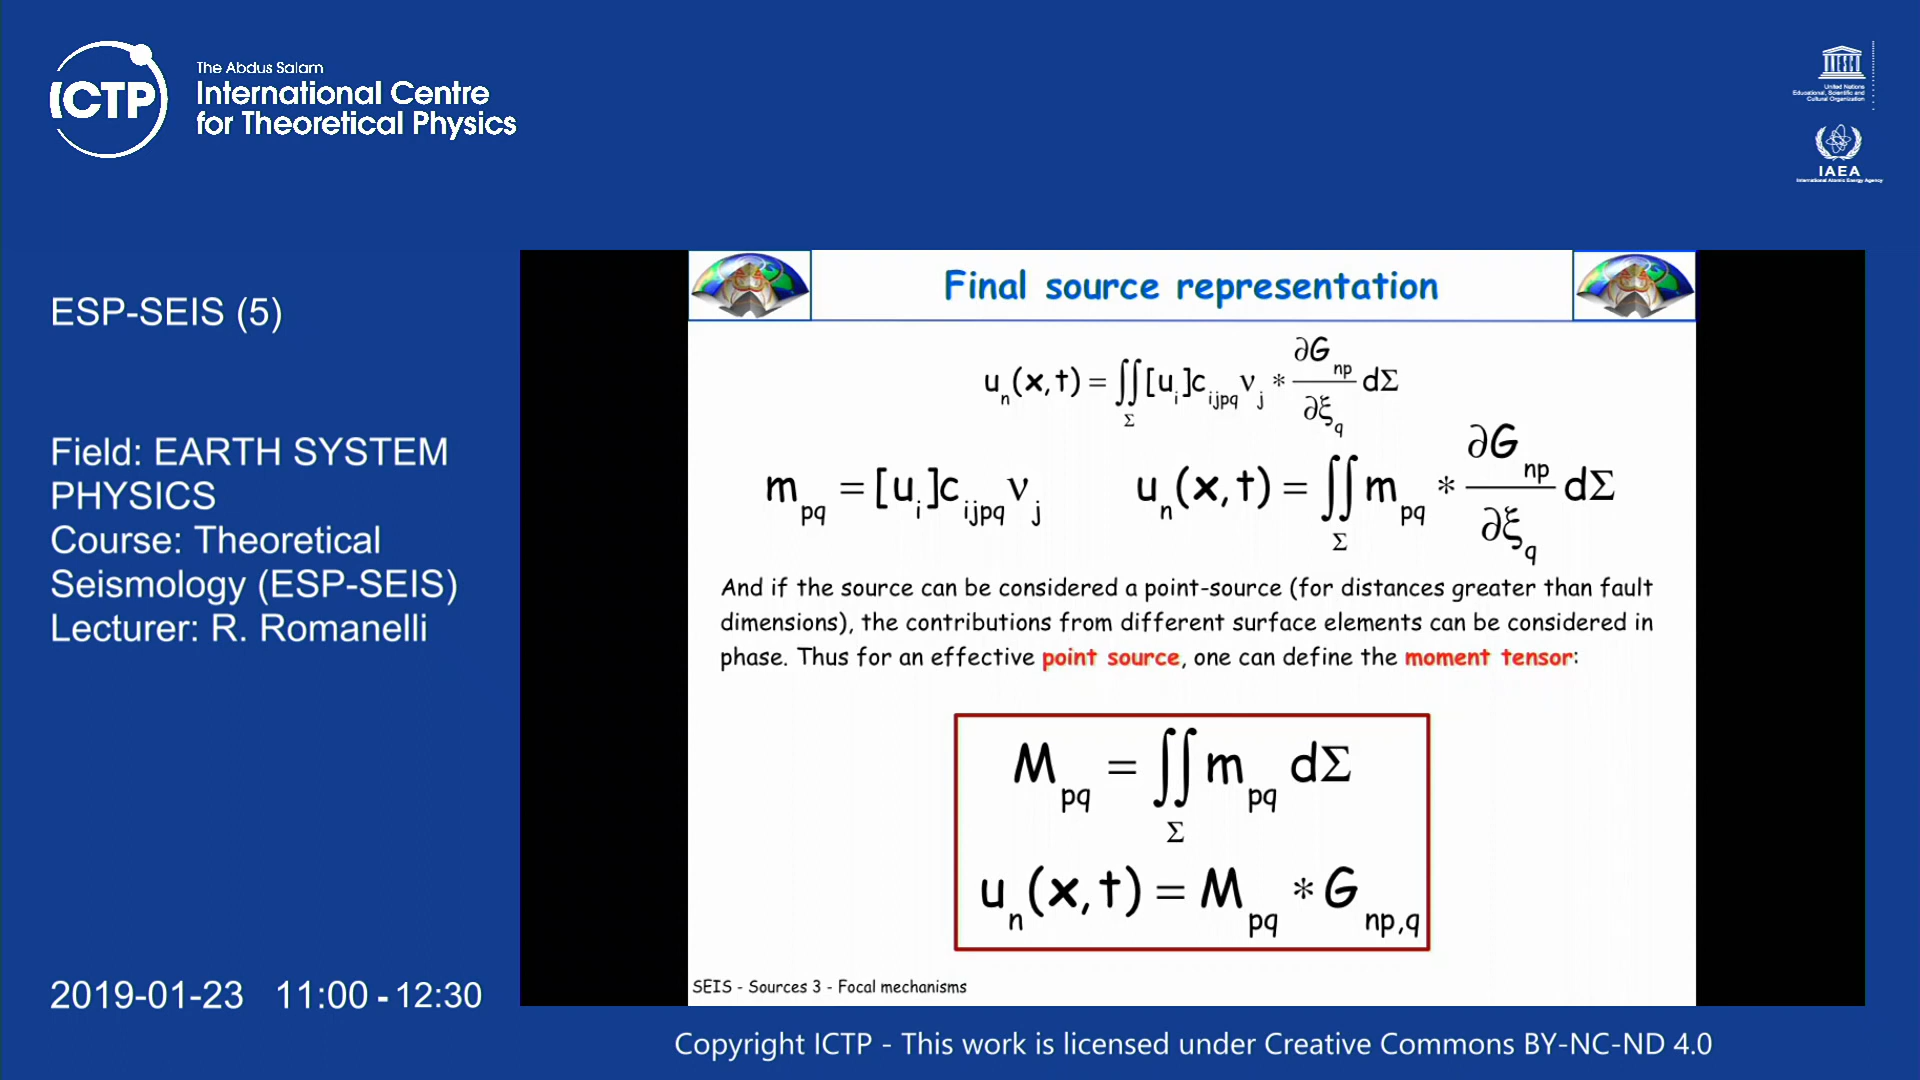 ICTP
The Abdus Salam
International Centre
for Theoretical Physics
United Nations
Educational, Scientific and
Cultural Organization
IAEA
International Atomic Energy Agency
ESP-SEIS (5)
Field: EARTH SYSTEM
PHYSICS
Course: Theoretical
Seismology (ESP-SEIS)
Lecturer: R. Romanelli
2019-01-23 11:00 - 12:30
Final source representation
u_n(x,t) = ∬_Σ [u_i]c_ijpq ν_j * ∂G_np/∂ξ_q dΣ
m_pq = [u_i]c_ijpq ν_j
u_n(x,t) = ∬_Σ m_pq * ∂G_np/∂ξ_q dΣ
And if the source can be considered a point-source (for distances greater than fault
dimensions), the contributions from different surface elements can be considered in
phase. Thus for an effective point source, one can define the moment tensor:
M_pq = ∬_Σ m_pq dΣ
u_n(x,t) = M_pq * G_np,q
SEIS - Sources 3 - Focal mechanisms
Copyright ICTP - This work is licensed under Creative Commons BY-NC-ND 4.0